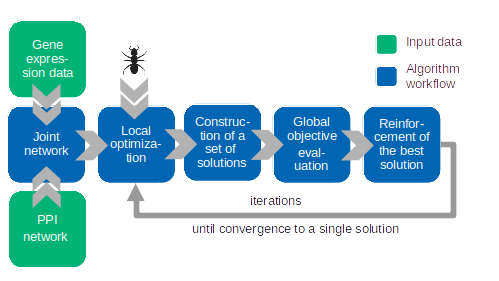 Gene
expres-
sion data
Input data
Algorithm
workflow
Joint
network
Local
optimiza-
tion
Construc-
tion of a
set of
solutions
Global
objective
eval-
uation
Reinfor-
cement of
the best
solution
PPI
network
iterations
until convergence to a single solution